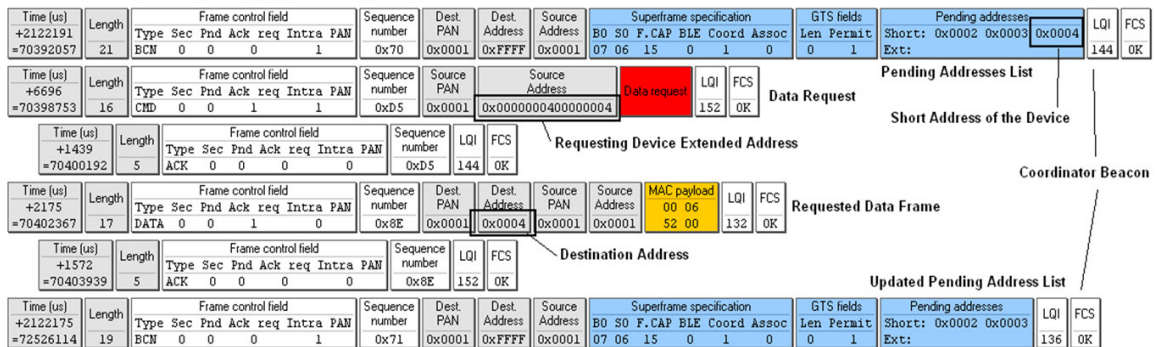 Time (us) Length Frame control field Sequence number Dest. PAN Dest. Address Source Address Superframe specification GTS fields Pending addresses LQI FCS
+2122191 Type Sec Pnd Ack req Intra PAN BO SO F.CAP BLE Coord Assoc Len Permit Short: 0x0002 0x0003 0x0004
=70392057 21 BCN 0 0 0 1 0x70 0x0001 0xFFFF 0x0001 07 06 15 0 1 0 0 1 Ext: 144 OK
Pending Addresses List
Time (us) Length Frame control field Sequence number Source PAN Source Address Data request LQI FCS
+6696 Type Sec Pnd Ack req Intra PAN
=70398753 16 CMD 0 0 1 1 0xD5 0x0001 0x0000000400000004 152 OK
Data Request
Short Address of the Device
Time (us) Length Frame control field Sequence number LQI FCS
+1439 Type Sec Pnd Ack req Intra PAN
=70400192 5 ACK 0 0 0 0 0xD5 144 OK
Requesting Device Extended Address
Coordinator Beacon
Time (us) Length Frame control field Sequence number Dest. PAN Dest. Address Source PAN Source Address MAC payload LQI FCS
+2175 Type Sec Pnd Ack req Intra PAN 00 06
=70402367 17 DATA 0 0 1 0 0x8E 0x0001 0x0004 0x0001 0x0001 52 00 132 OK
Requested Data Frame
Time (us) Length Frame control field Sequence number LQI FCS
+1572 Type Sec Pnd Ack req Intra PAN
=70403939 5 ACK 0 0 0 0 0x8E 152 OK
Destination Address
Updated Pending Address List
Time (us) Length Frame control field Sequence number Dest. PAN Dest. Address Source Address Superframe specification GTS fields Pending addresses LQI FCS
+2122175 Type Sec Pnd Ack req Intra PAN BO SO F.CAP BLE Coord Assoc Len Permit Short: 0x0002 0x0003
=72526114 19 BCN 0 0 0 1 0x71 0x0001 0xFFFF 0x0001 07 06 15 0 1 0 0 1 Ext: 136 OK